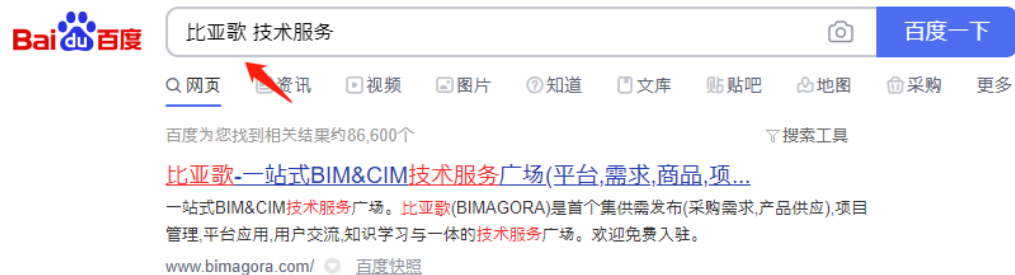 Bai du 百度 比亚歌 技术服务 百度一下
网页 资讯 视频 图片 知道 文库 贴吧 地图 采购 更多
百度为您找到相关结果约86,600个 搜索工具
比亚歌-一站式BIM&CIM技术服务广场(平台,需求,商品,项...
一站式BIM&CIM技术服务广场。比亚歌(BIMAGORA)是首个集供需发布(采购需求,产品供应),项目
管理,平台应用,用户交流,知识学习与一体的技术服务广场。欢迎免费入驻。
www.bimagora.com/ 百度快照